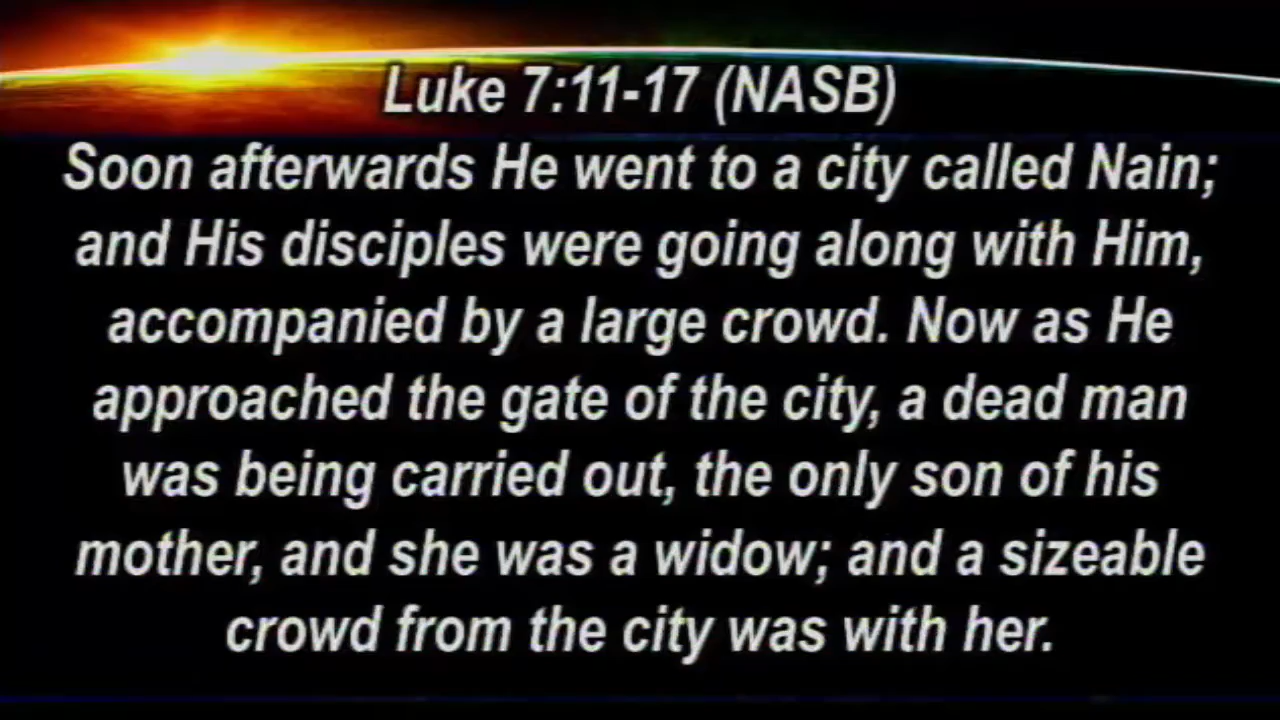 Luke 7:11-17 (NASB)
Soon afterwards He went to a city called Nain;
and His disciples were going along with Him,
accompanied by a large crowd. Now as He
approached the gate of the city, a dead man
was being carried out, the only son of his
mother, and she was a widow; and a sizeable
crowd from the city was with her.